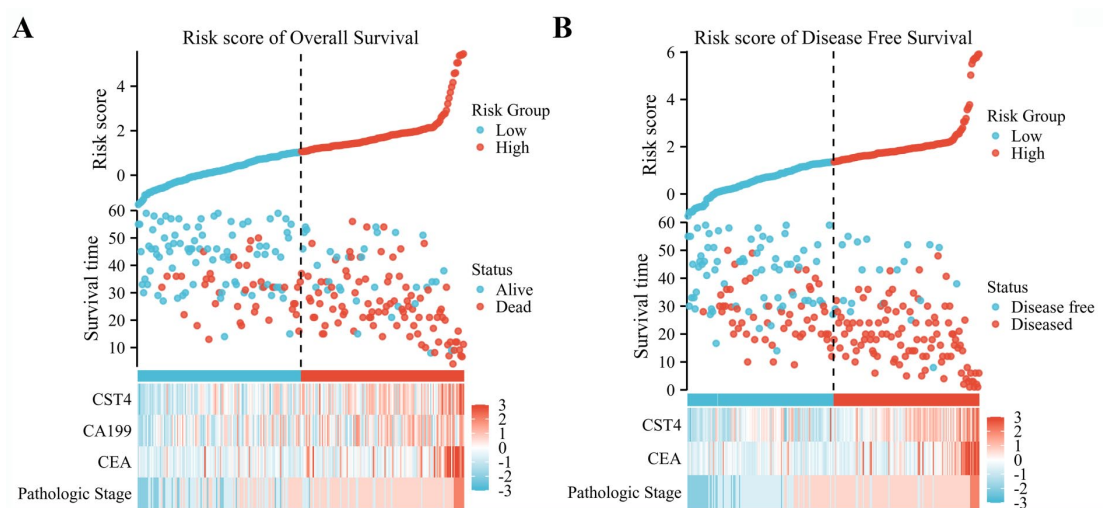 A
Risk score of Overall Survival
Risk score
4
2
0
Risk Group
Low
High
Survival time
60
50
40
30
20
10
Status
Alive
Dead
CST4
CA199
CEA
Pathologic Stage
3
2
1
0
-1
-2
-3
B
Risk score of Disease Free Survival
Risk score
6
4
2
0
Risk Group
Low
High
Survival time
60
50
40
30
20
10
0
Status
Disease free
Diseased
CST4
CEA
Pathologic Stage
3
2
1
0
-1
-2
-3